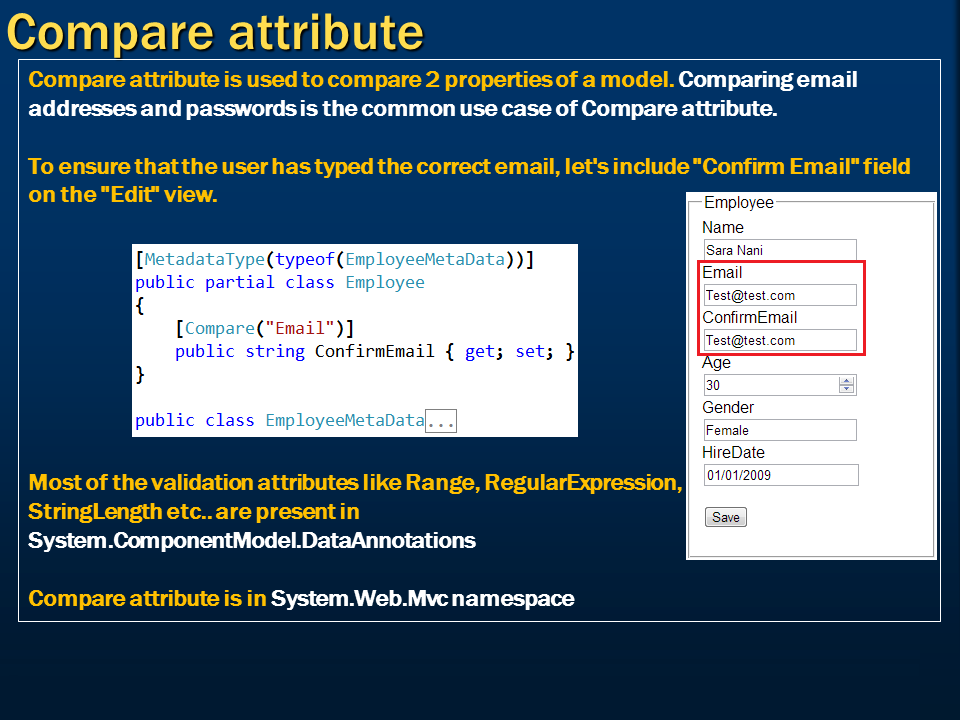 Compare attribute
Compare attribute is used to compare 2 properties of a model. Comparing email
addresses and passwords is the common use case of Compare attribute.
To ensure that the user has typed the correct email, let's include "Confirm Email" field
on the "Edit" view.
[MetadataType(typeof(EmployeeMetaData))]
public partial class Employee
{
[Compare("Email")]
public string ConfirmEmail { get; set; }
}
public class EmployeeMetaData...
Employee
Name
Sara Nani
Email
Test@test.com
ConfirmEmail
Test@test.com
Age
30
Gender
Female
HireDate
01/01/2009
Save
Most of the validation attributes like Range, RegularExpression,
StringLength etc.. are present in
System.ComponentModel.DataAnnotations
Compare attribute is in System.Web.Mvc namespace